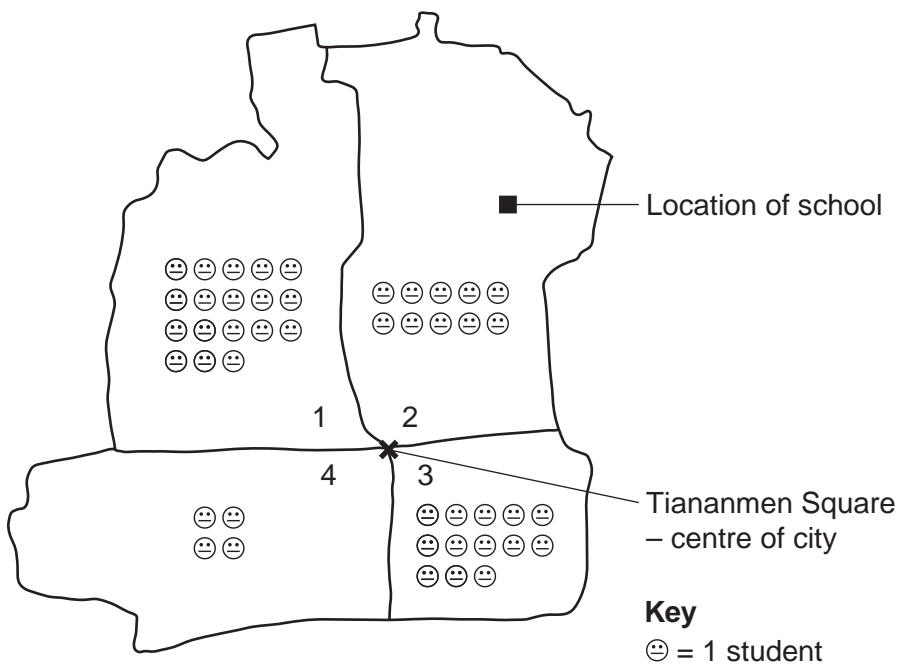 Location of school
1
2
4
3
Tiananmen Square
– centre of city
Key
= 1 student